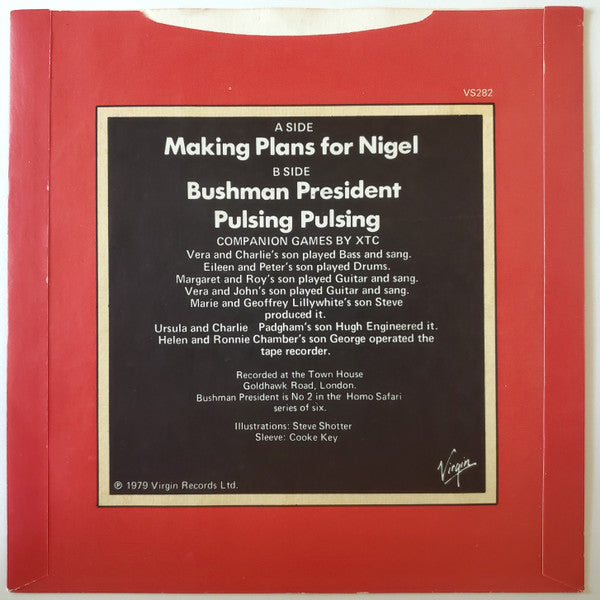 VS282
A SIDE
Making Plans for Nigel
B SIDE
Bushman President
Pulsing Pulsing
COMPANION GAMES BY XTC
Vera and Charlie's son played Bass and sang.
Eileen and Peter's son played Drums.
Margaret and Roy's son played Guitar and sang.
Vera and John's son played Guitar and sang.
Marie and Geoffrey Lillywhite's son Steve
produced it.
Ursula and Charlie Padgham's son Hugh Engineered it.
Helen and Ronnie Chamber's son George operated the
tape recorder.
Recorded at the Town House
Goldhawk Road, London.
Bushman President is No 2 in the Homo Safari
series of six.
Illustrations: Steve Shotter
Sleeve: Cooke Key
Virgin
℗ 1979 Virgin Records Ltd.